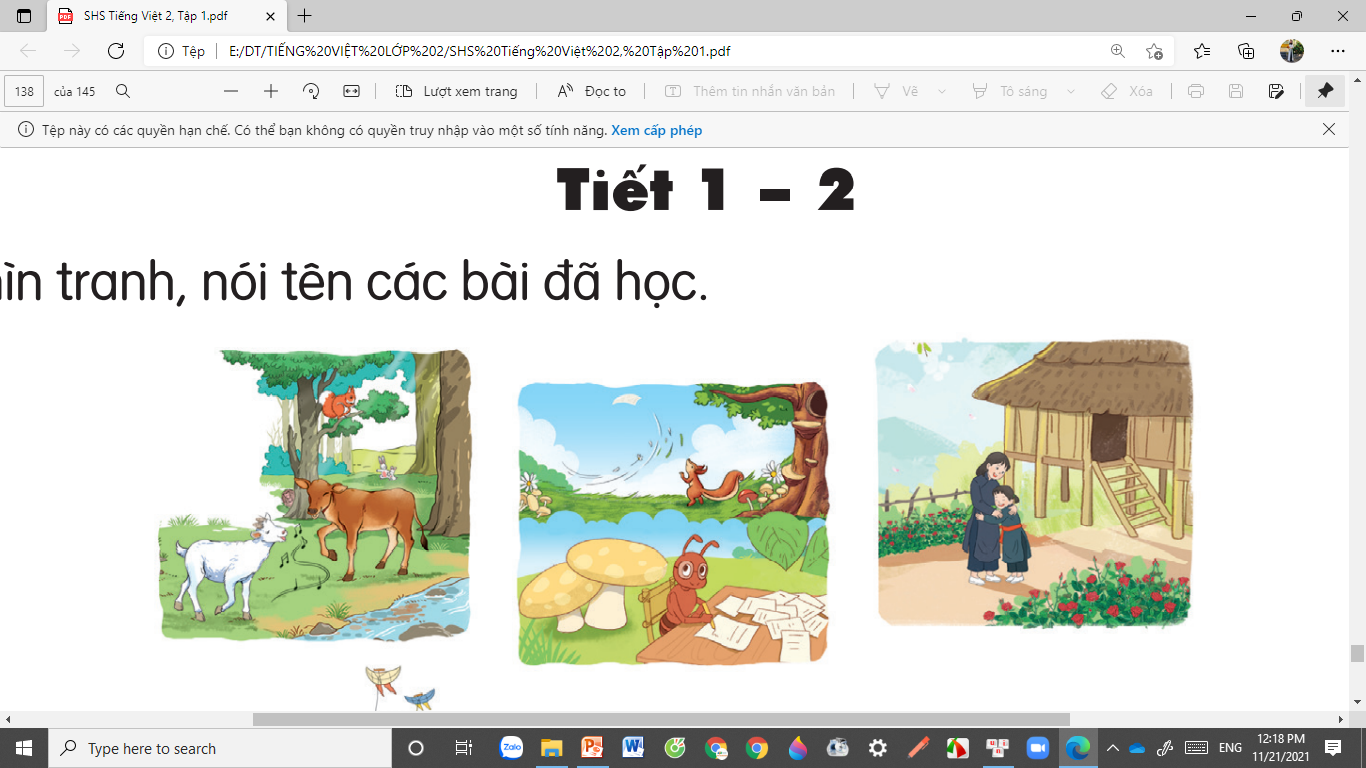 SHS Tiếng Việt 2, Tập 1.pdf
Tệp
E:/DT/TIẾNG%20VIỆT%20LỚP%202/SHS%20Tiếng%20Việt%202,%20Tập%201.pdf
138 của 145
Lượt xem trang
Đọc to
Thêm tin nhắn văn bản
Vẽ
Tô sáng
Xóa
Tệp này có các quyền hạn chế. Có thể bạn không có quyền truy nhập vào một số tính năng. Xem cấp phép
Tiết 1 – 2
ìn tranh, nói tên các bài đã học.
Type here to search
Zalo
ENG
12:18 PM
11/21/2021